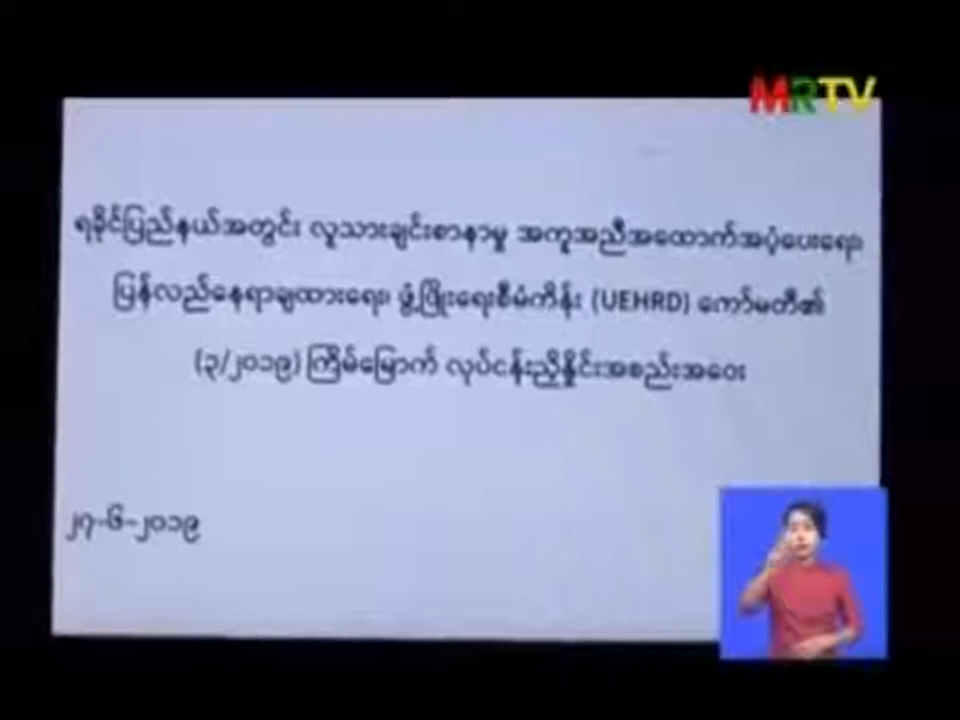 MRTV
ရခိုင်ပြည်နယ်အတွင်း လူသားချင်းစာနာမှု အကူအညီအထောက်အပံ့ပေးရေး၊
ပြန်လည်နေရာချထားရေး၊ ဖွံ့ဖြိုးရေးစီမံကိန်း (UEHRD) ကော်မတီ၏
(၃/၂၀၁၉) ကြိမ်မြောက် လုပ်ငန်းညှိနှိုင်းအစည်းအဝေး
၂၇-၆-၂၀၁၉